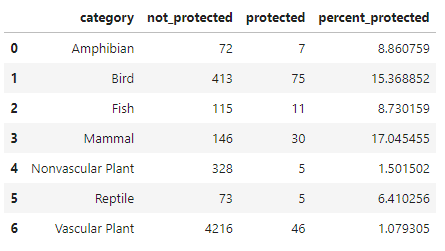 category not_protected protected percent_protected
0 Amphibian 72 7 8.860759
1 Bird 413 75 15.368852
2 Fish 115 11 8.730159
3 Mammal 146 30 17.045455
4 Nonvascular Plant 328 5 1.501502
5 Reptile 73 5 6.410256
6 Vascular Plant 4216 46 1.079305